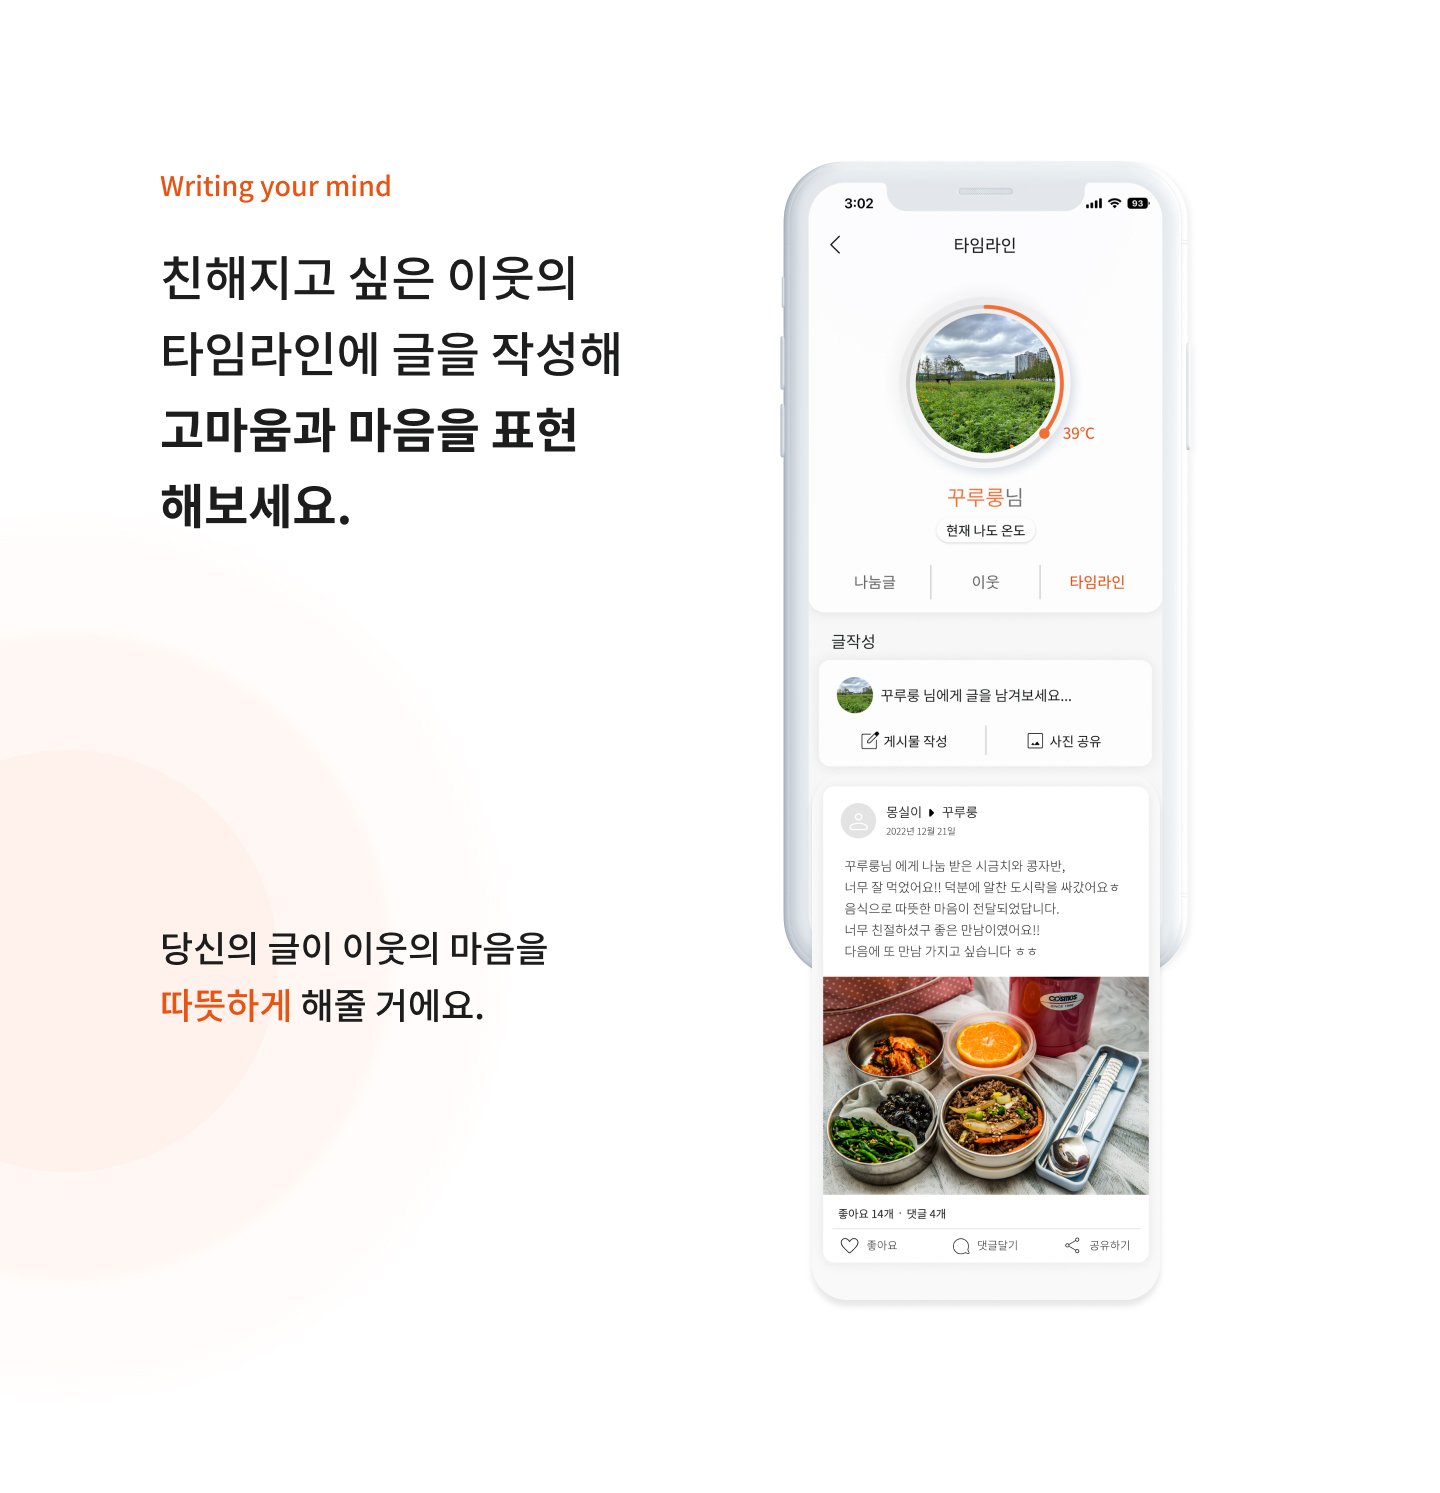 Writing your mind
친해지고 싶은 이웃의
타임라인에 글을 작성해
고마움과 마음을 표현
해보세요.
당신의 글이 이웃의 마음을
따뜻하게 해줄 거에요.
3:02
93
타임라인
39℃
꾸루룽님
현재 나도 온도
나눔글
이웃
타임라인
글작성
꾸루룽 님에게 글을 남겨보세요...
게시물 작성
사진 공유
몽실이 꾸루룽
2022년 12월 21일
꾸루룽님 에게 나눔 받은 시금치와 콩자반,
너무 잘 먹었어요!! 덕분에 알찬 도시락을 싸갔어요ㅎ
음식으로 따뜻한 마음이 전달되었답니다.
너무 친절하셨구 좋은 만남이였어요!!
다음에 또 만남 가지고 싶습니다 ㅎㅎ
COSMOS
좋아요 14개 · 댓글 4개
좋아요
댓글달기
공유하기